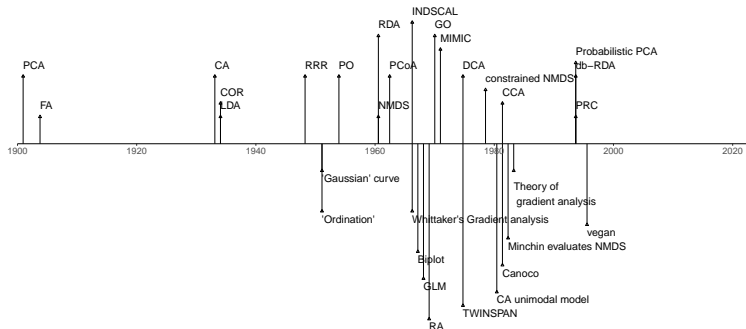 INDSCAL
RDA
GO
MIMIC
Probabilistic PCA
PCA
CA
RRR
PO
PCoA
DCA
db−RDA
constrained NMDS
COR
CCA
FA
LDA
NMDS
PRC
1900
1920
1940
1960
1980
2000
2020
'Gaussian' curve
Theory of
gradient analysis
'Ordination'
Whittaker's Gradient analysis
vegan
Minchin evaluates NMDS
Biplot
Canoco
GLM
CA unimodal model
TWINSPAN
RA